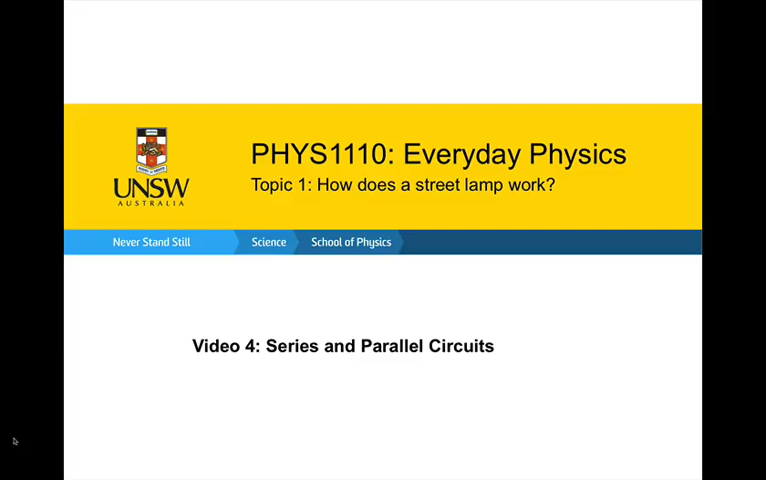 PHYS1110: Everyday Physics
Topic 1: How does a street lamp work?
UNSW
AUSTRALIA
Never Stand Still
Science
School of Physics
Video 4: Series and Parallel Circuits